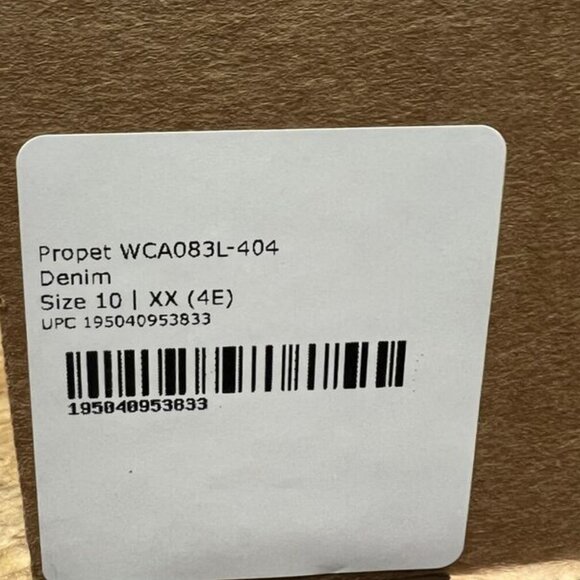 Propet WCA083L-404
Denim
Size 10 | XX (4E)
UPC 195040953833
195040953833